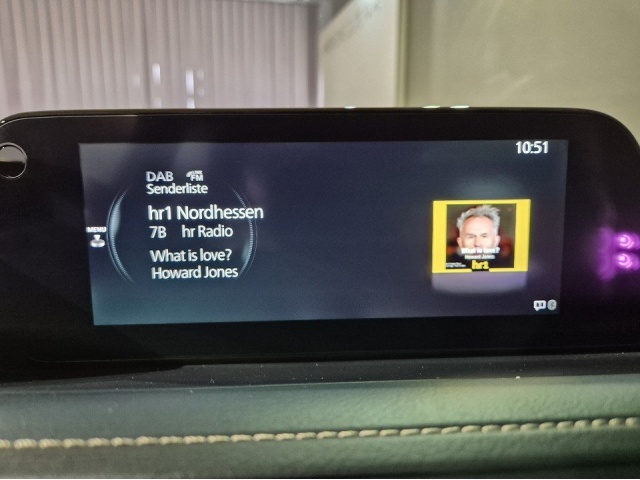 10:51
DAB FM
Senderliste
hr1 Nordhessen
7B hr Radio
What is love?
Howard Jones
MENU
What is love?
Howard Jones
hr1